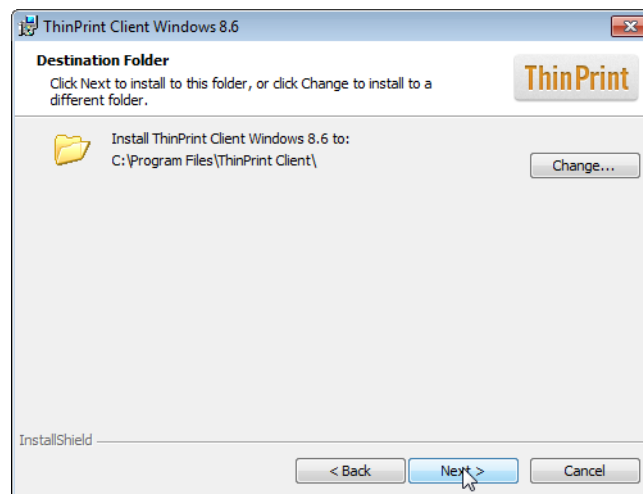 ThinPrint Client Windows 8.6
Destination Folder
Click Next to install to this folder, or click Change to install to a
different folder.
ThinPrint
Install ThinPrint Client Windows 8.6 to:
C:\Program Files\ThinPrint Client\
Change...
InstallShield
< Back
Next >
Cancel